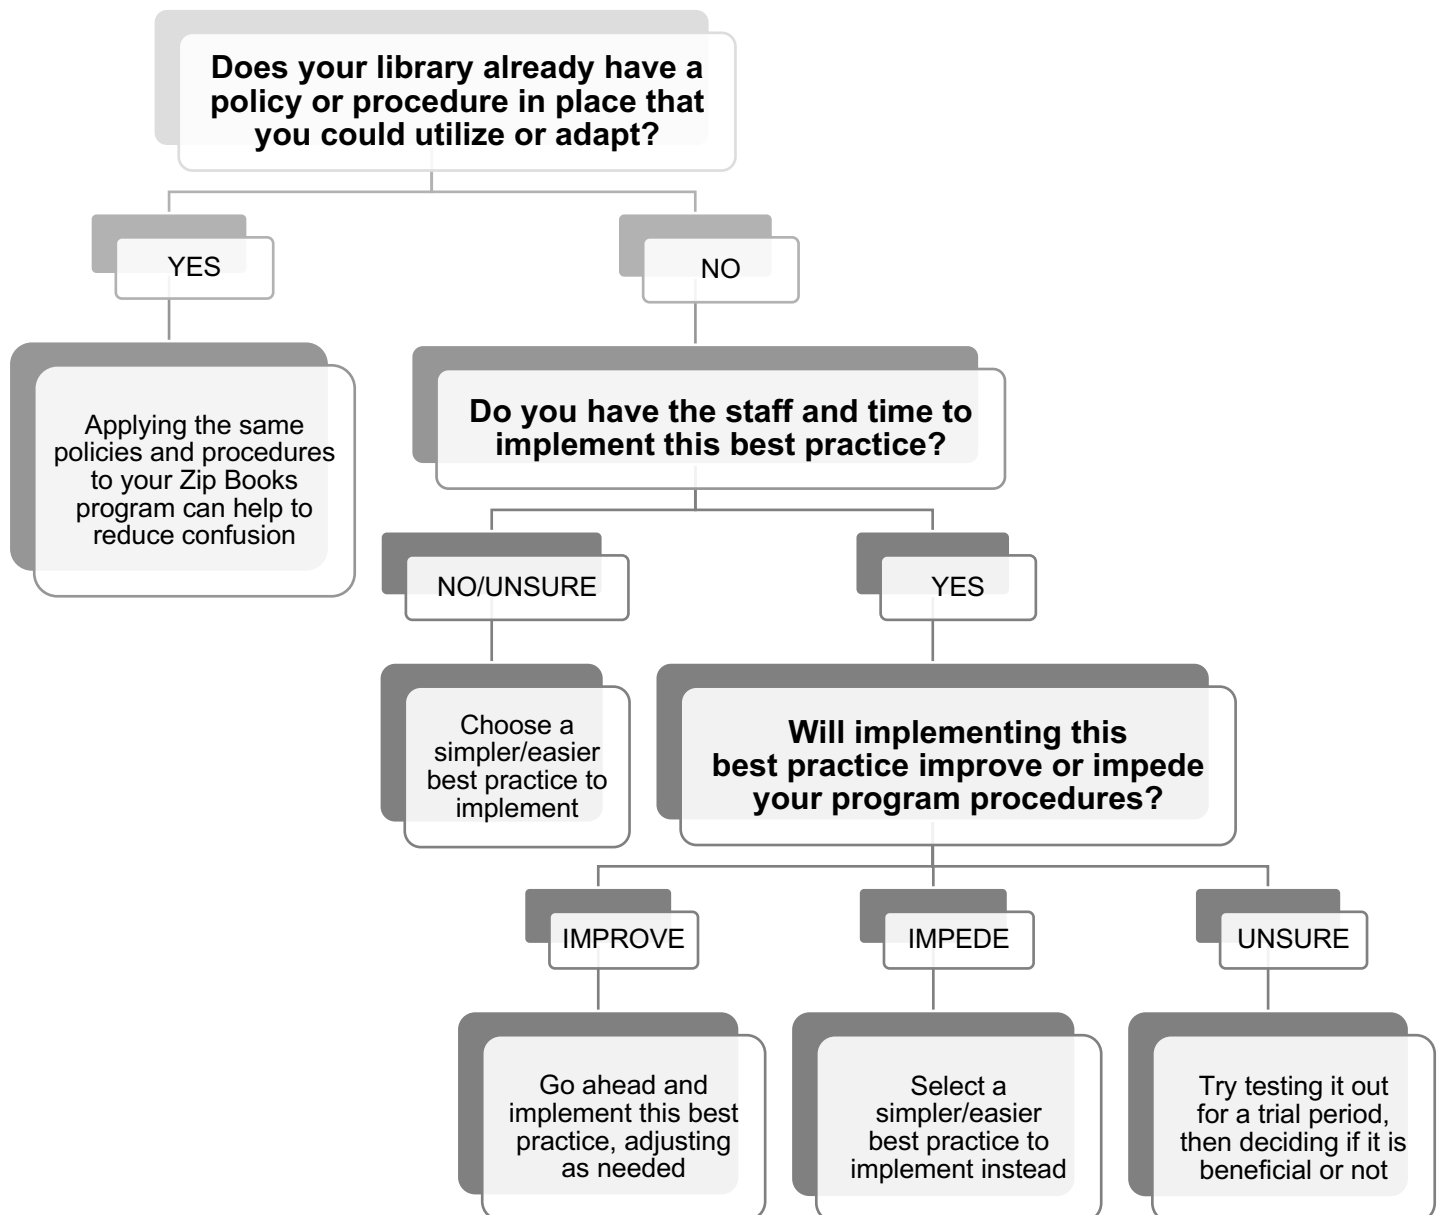 Does your library already have a
policy or procedure in place that
you could utilize or adapt?
YES
NO
Applying the same
policies and procedures
to your Zip Books
program can help to
reduce confusion
Do you have the staff and time to
implement this best practice?
NO/UNSURE
YES
Choose a
simpler/easier
best practice to
implement
Will implementing this
best practice improve or impede
your program procedures?
IMPROVE
IMPEDE
UNSURE
Go ahead and
implement this best
practice, adjusting
as needed
Select a
simpler/easier
best practice to
implement instead
Try testing it out
for a trial period,
then deciding if it is
beneficial or not